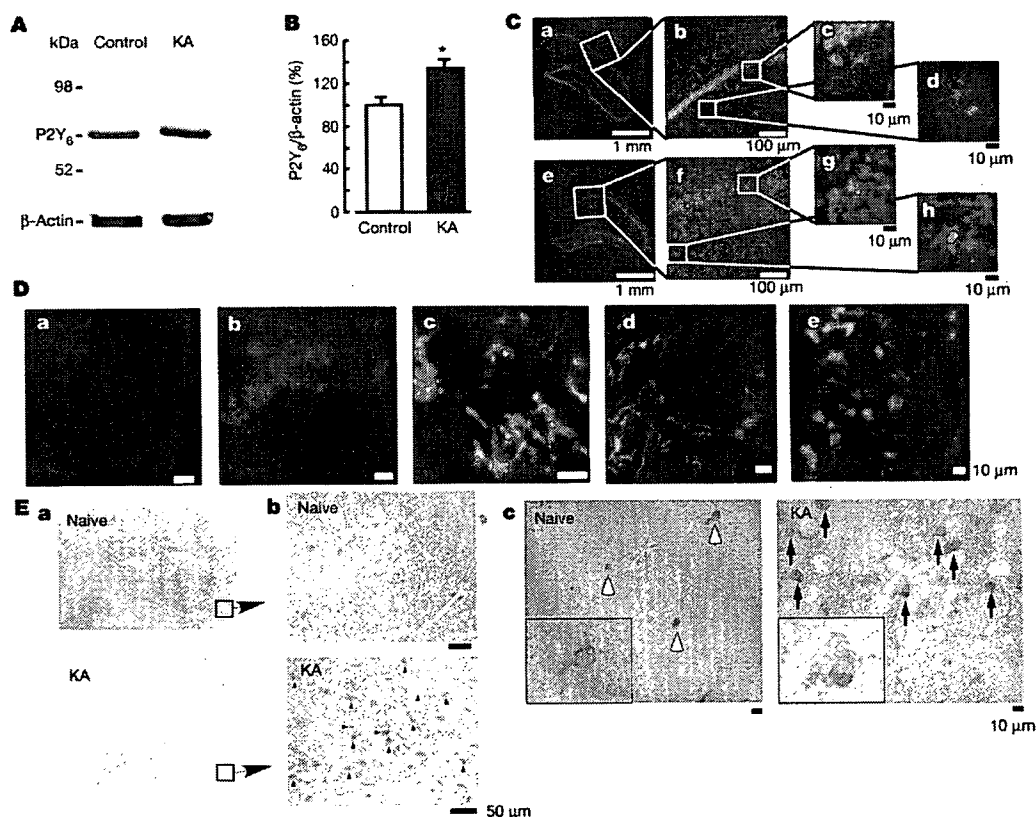 A
kDa Control KA
98 –
P2Y₆ –
52 –
β-Actin –
B
P2Y₆/β-actin (%)
160
120
80
40
0
*
Control KA
C
a
1 mm
b
100 μm
c
10 μm
d
10 μm
e
1 mm
f
100 μm
g
10 μm
h
10 μm
D
a
b
c
d
e
10 μm
E
a
Naive
KA
b
Naive
KA
50 μm
c
Naive
KA
10 μm